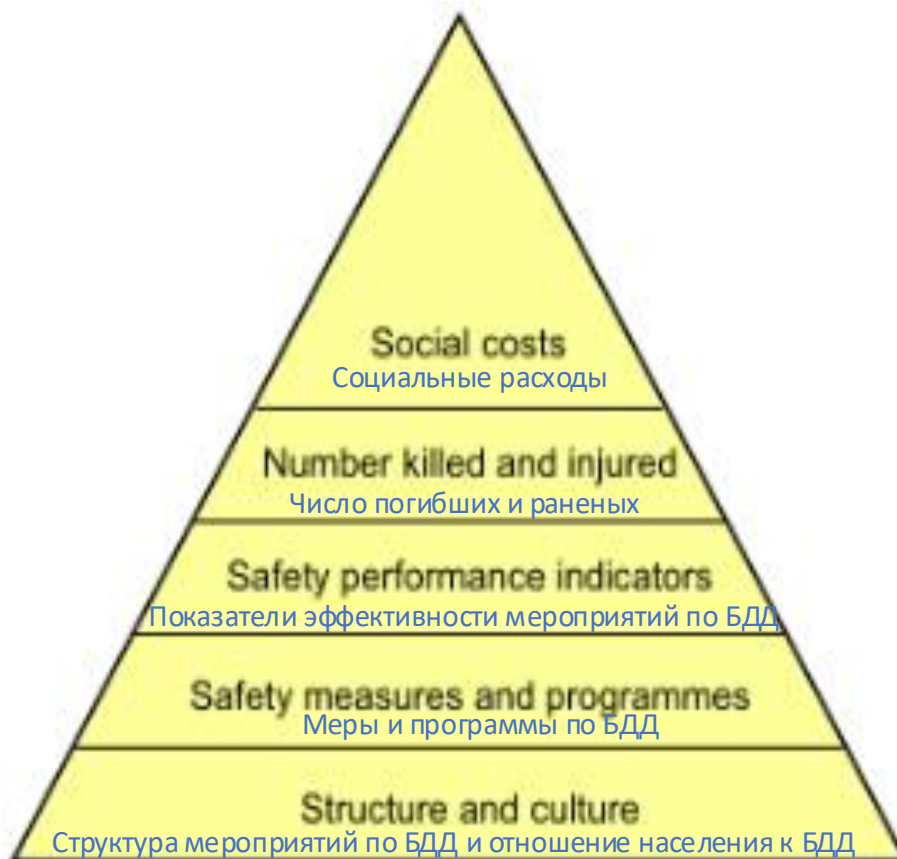 Social costs
Социальные расходы
Number killed and injured
Число погибших и раненых
Safety performance indicators
Показатели эффективности мероприятий по БДД
Safety measures and programmes
Меры и программы по БДД
Structure and culture
Структура мероприятий по БДД и отношение населения к БДД